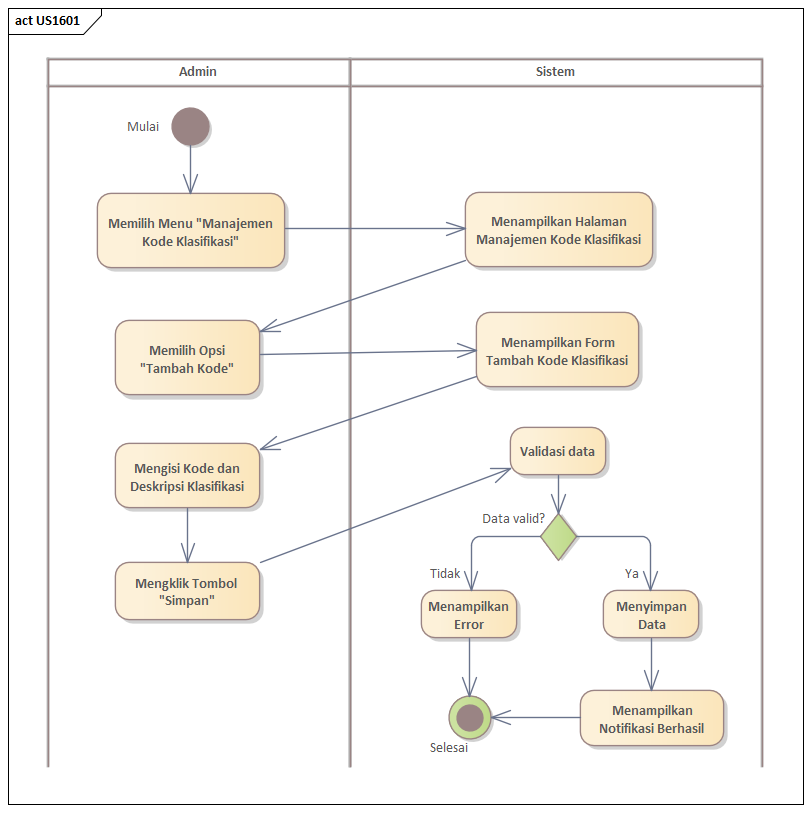 act US1601
Admin
Sistem
Mulai
Memilih Menu "Manajemen
Kode Klasifikasi"
Menampilkan Halaman
Manajemen Kode Klasifikasi
Memilih Opsi
"Tambah Kode"
Menampilkan Form
Tambah Kode Klasifikasi
Mengisi Kode dan
Deskripsi Klasifikasi
Mengklik Tombol
"Simpan"
Validasi data
Data valid?
Tidak
Ya
Menampilkan
Error
Menyimpan
Data
Menampilkan
Notifikasi Berhasil
Selesai